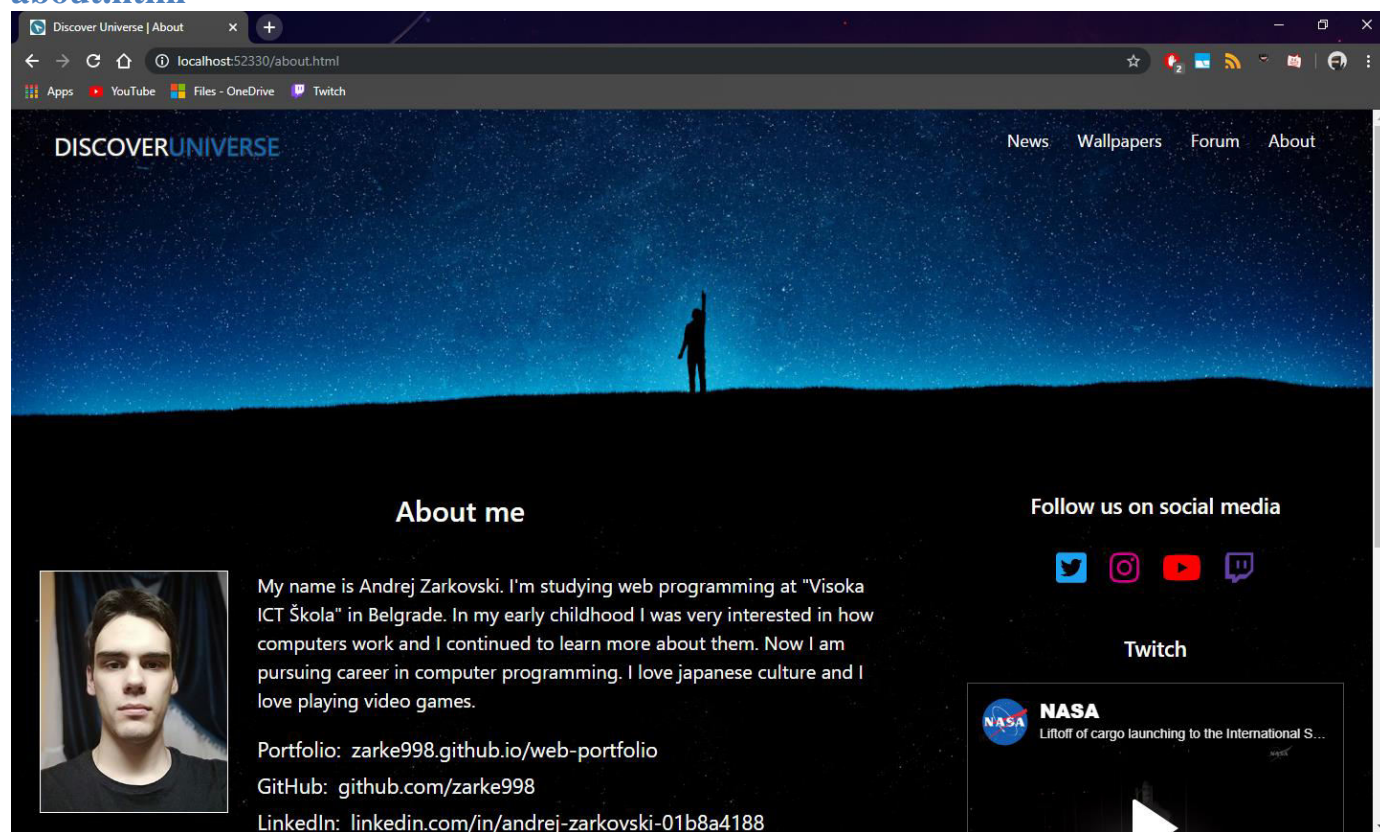 about.html
Discover Universe | About
localhost:52330/about.html
2
Apps YouTube Files - OneDrive Twitch
DISCOVERUNIVERSE
News Wallpapers Forum About
About me
My name is Andrej Zarkovski. I'm studying web programming at "Visoka
ICT Škola" in Belgrade. In my early childhood I was very interested in how
computers work and I continued to learn more about them. Now I am
pursuing career in computer programming. I love japanese culture and I
love playing video games.
Portfolio: zarke998.github.io/web-portfolio
GitHub: github.com/zarke998
LinkedIn: linkedin.com/in/andrej-zarkovski-01b8a4188
Follow us on social media
Twitch
NASA
NASA
Liftoff of cargo launching to the International S...